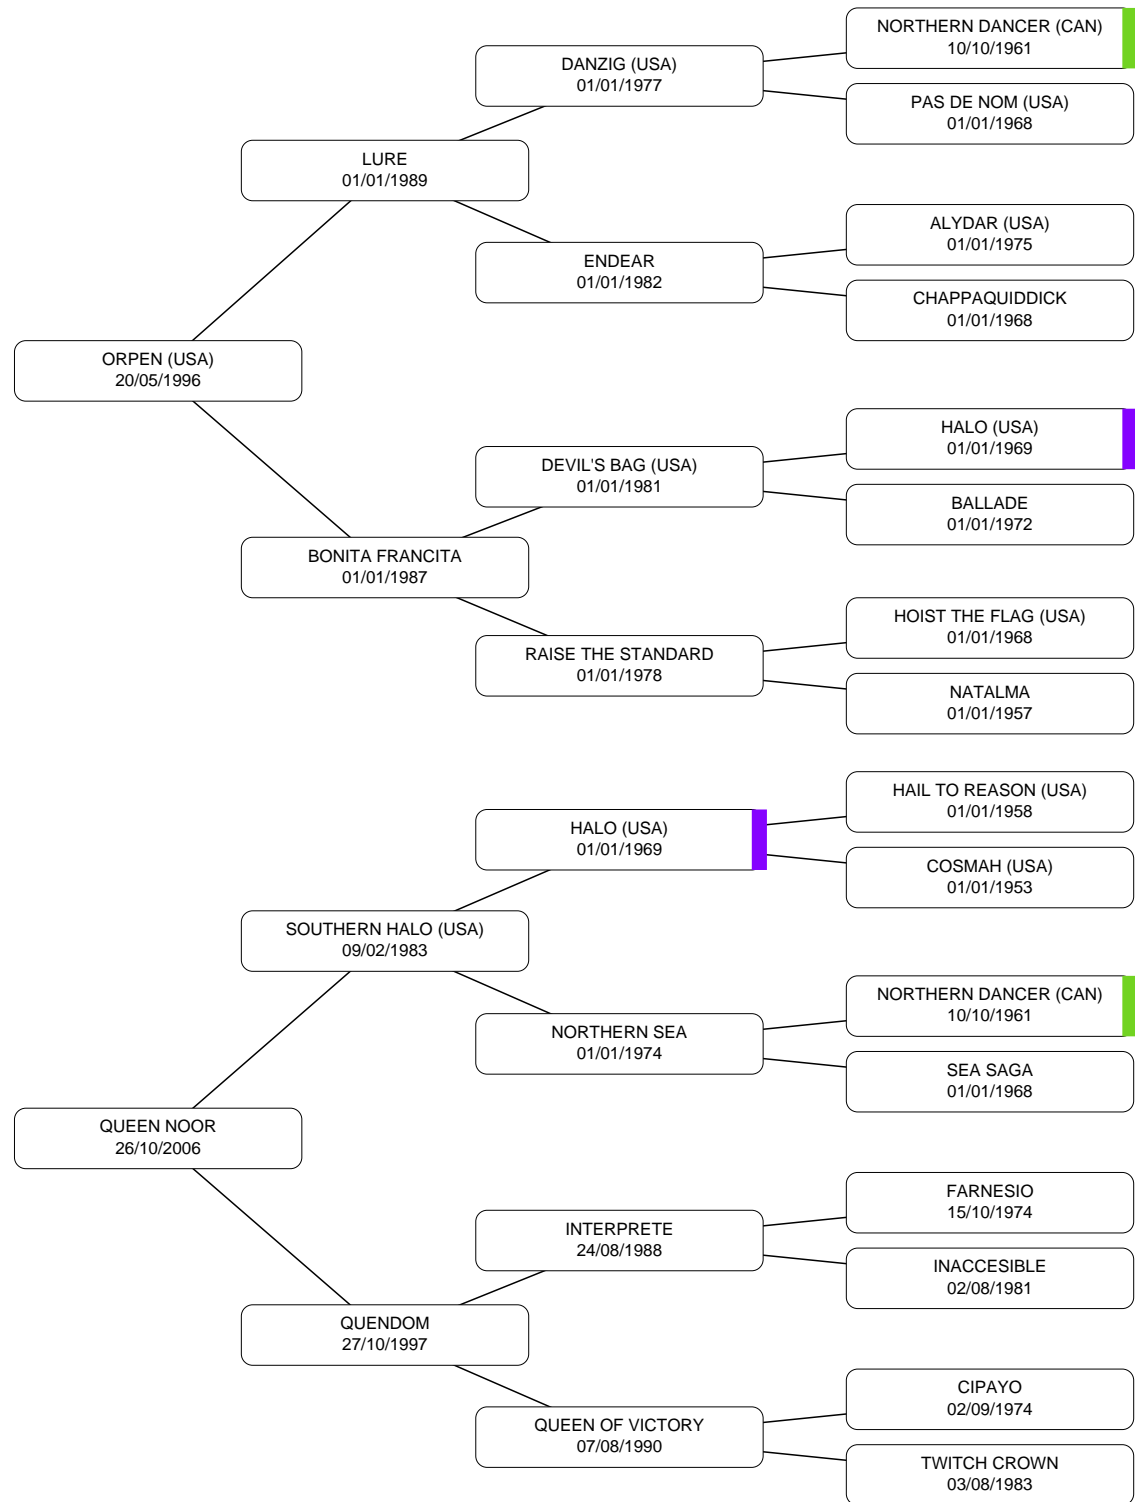 NORTHERN DANCER (CAN)
10/10/1961
DANZIG (USA)
01/01/1977
PAS DE NOM (USA)
01/01/1968
LURE
01/01/1989
ALYDAR (USA)
01/01/1975
ENDEAR
01/01/1982
CHAPPAQUIDDICK
01/01/1968
ORPEN (USA)
20/05/1996
HALO (USA)
01/01/1969
DEVIL'S BAG (USA)
01/01/1981
BALLADE
01/01/1972
BONITA FRANCITA
01/01/1987
HOIST THE FLAG (USA)
01/01/1968
RAISE THE STANDARD
01/01/1978
NATALMA
01/01/1957
HAIL TO REASON (USA)
01/01/1958
HALO (USA)
01/01/1969
COSMAH (USA)
01/01/1953
SOUTHERN HALO (USA)
09/02/1983
NORTHERN DANCER (CAN)
10/10/1961
NORTHERN SEA
01/01/1974
SEA SAGA
01/01/1968
QUEEN NOOR
26/10/2006
FARNESIO
15/10/1974
INTERPRETE
24/08/1988
INACCESIBLE
02/08/1981
QUENDOM
27/10/1997
CIPAYO
02/09/1974
QUEEN OF VICTORY
07/08/1990
TWITCH CROWN
03/08/1983